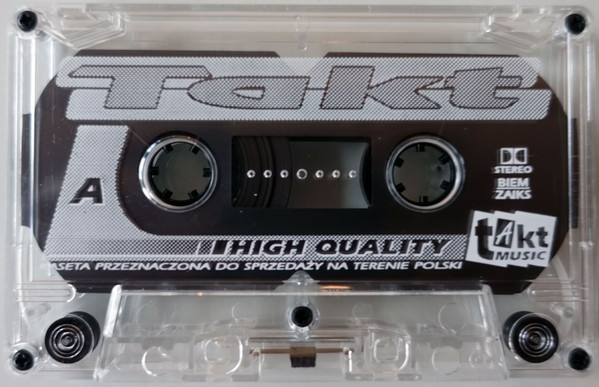 Takt
A
STEREO
BIEM
ZAIKS
HIGH QUALITY
tAkt
MUSIC
SETA PRZEZNACZONA DO SPRZEDAŻY NA TERENIE POLSKI